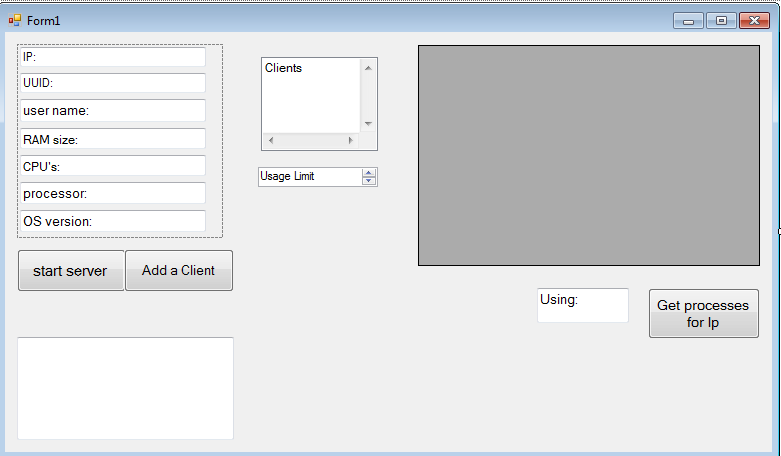 Form1
IP:
UUID:
user name:
RAM size:
CPU's:
processor:
OS version:
start server
Add a Client
Clients
Usage Limit
Using:
Get processes
for Ip